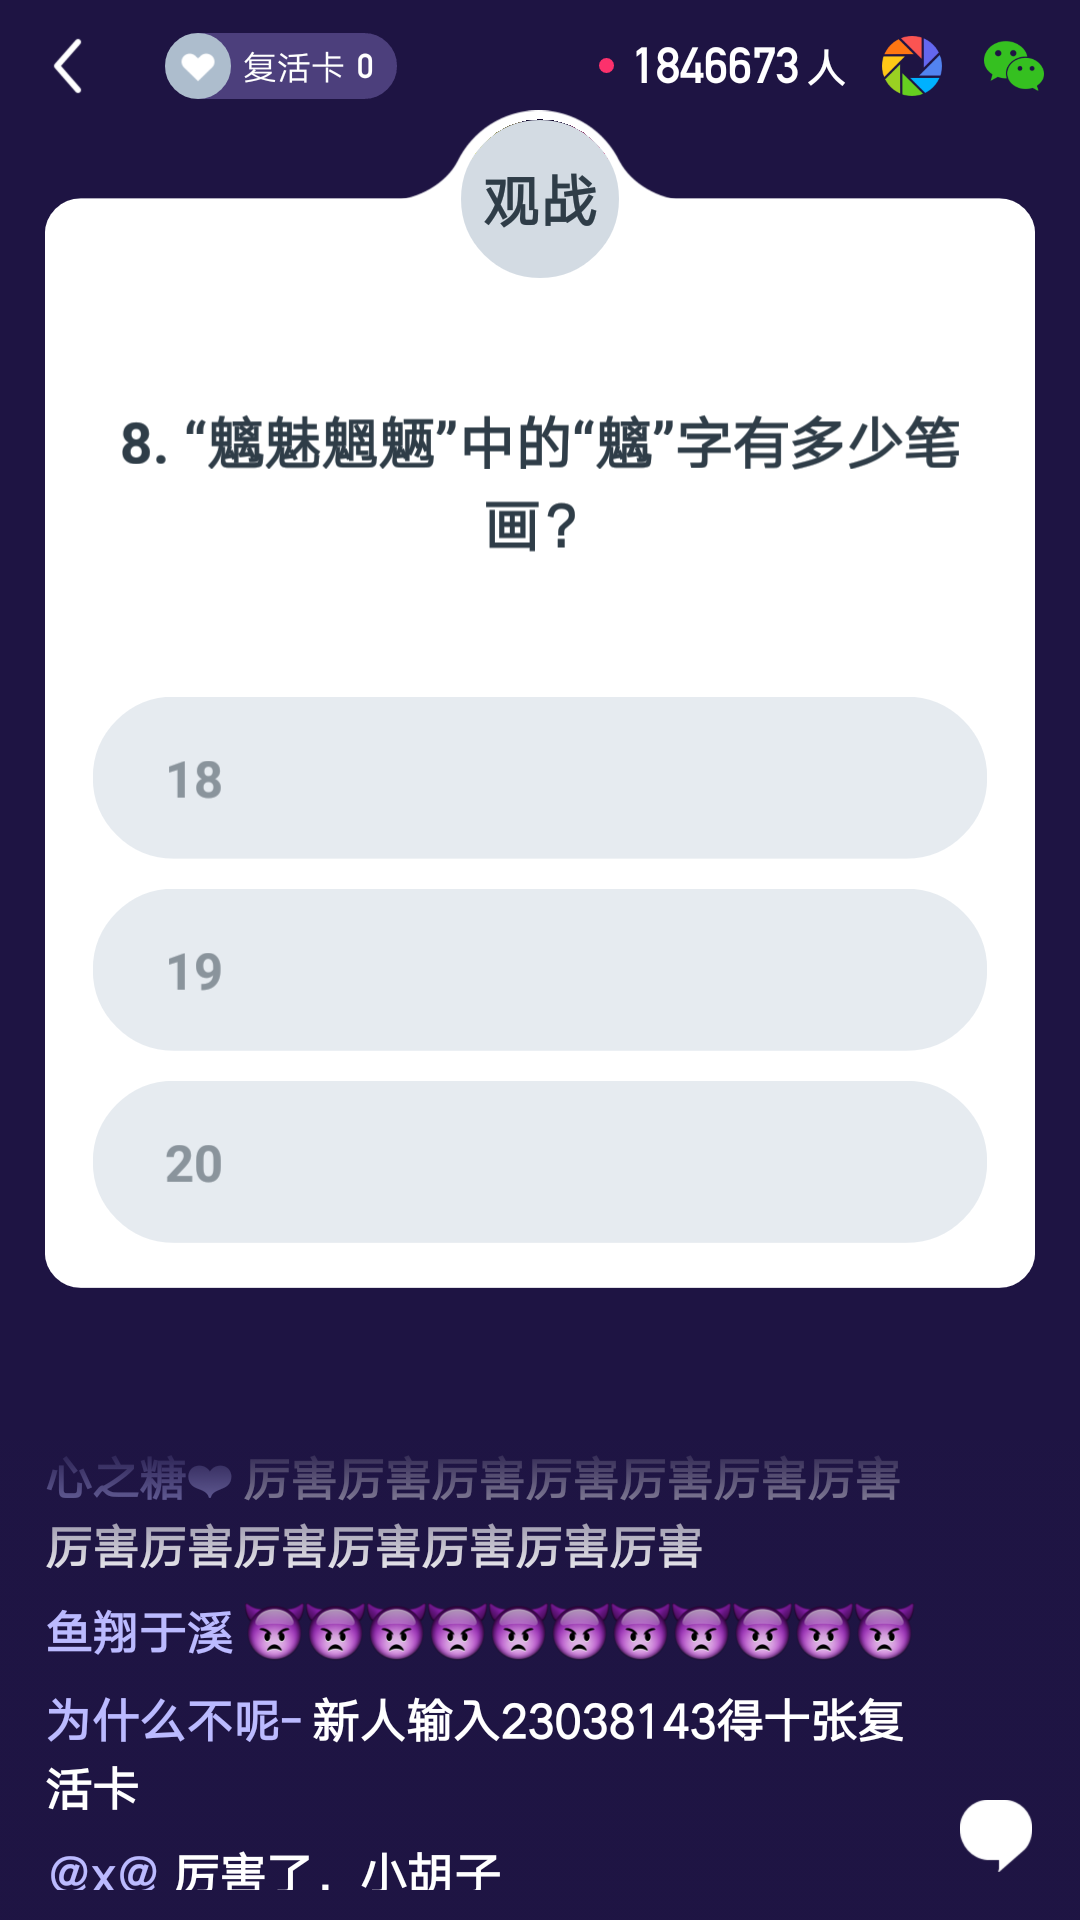 复活卡 0
1846673 人
观战
8. “魑魅魍魉”中的“魑”字有多少笔
画?
18
19
20
心之糖❤ 厉害厉害厉害厉害厉害厉害厉害
厉害厉害厉害厉害厉害厉害厉害
鱼翔于溪 👿👿👿👿👿👿👿👿👿👿👿
为什么不呢- 新人输入23038143得十张复
活卡
@x@ 厉害了．小胡子